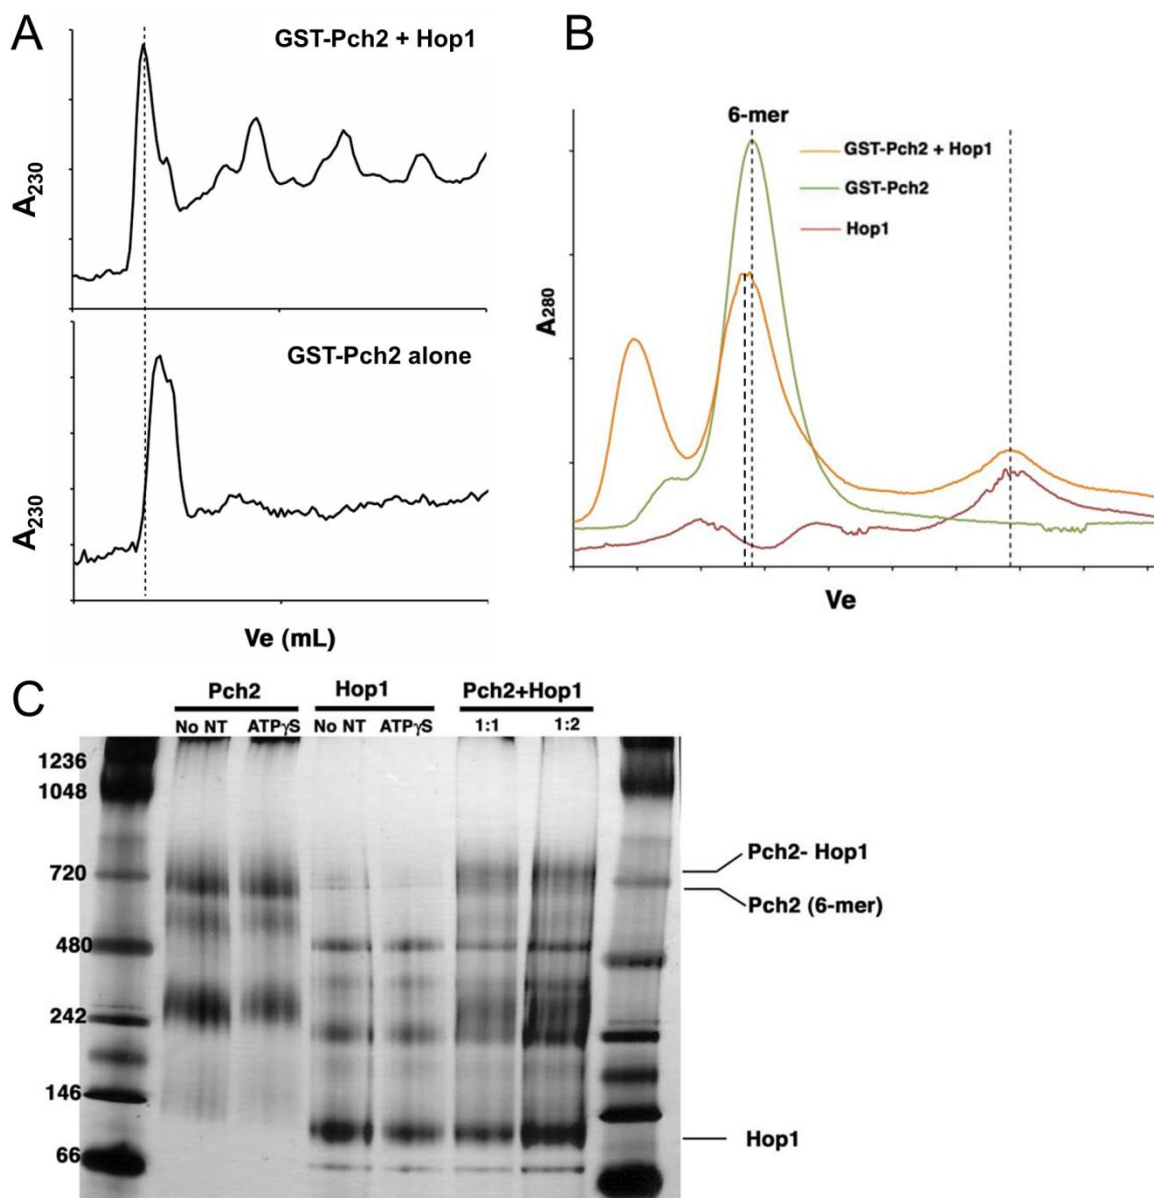 A
GST-Pch2 + Hop1
A230
GST-Pch2 alone
A230
Ve (mL)
B
6-mer
GST-Pch2 + Hop1
GST-Pch2
Hop1
A280
Ve
C
Pch2 Hop1 Pch2+Hop1
No NT ATPγS No NT ATPγS 1:1 1:2
1236
1048
720
480
242
146
66
Pch2- Hop1
Pch2 (6-mer)
Hop1